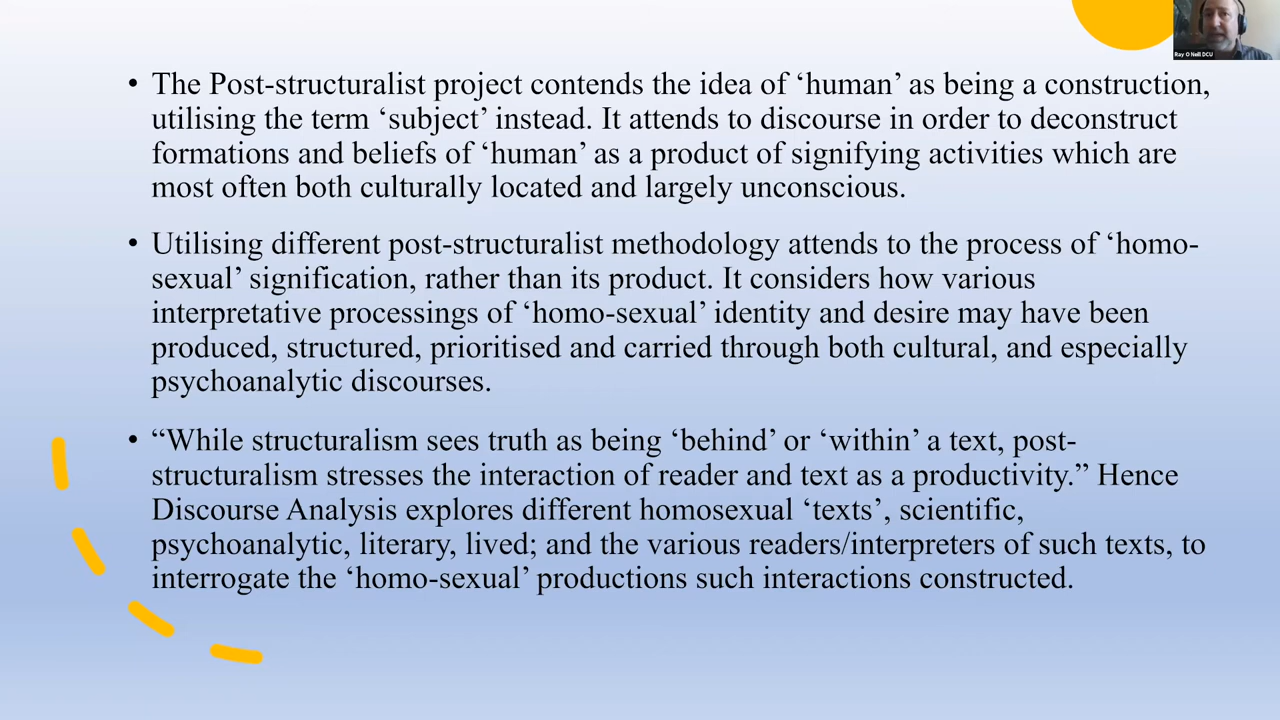 Ray O Neill DCU
• The Post-structuralist project contends the idea of ‘human’ as being a construction,
utilising the term ‘subject’ instead. It attends to discourse in order to deconstruct
formations and beliefs of ‘human’ as a product of signifying activities which are
most often both culturally located and largely unconscious.
• Utilising different post-structuralist methodology attends to the process of ‘homo-
sexual’ signification, rather than its product. It considers how various
interpretative processings of ‘homo-sexual’ identity and desire may have been
produced, structured, prioritised and carried through both cultural, and especially
psychoanalytic discourses.
• “While structuralism sees truth as being ‘behind’ or ‘within’ a text, post-
structuralism stresses the interaction of reader and text as a productivity.” Hence
Discourse Analysis explores different homosexual ‘texts’, scientific,
psychoanalytic, literary, lived; and the various readers/interpreters of such texts, to
interrogate the ‘homo-sexual’ productions such interactions constructed.